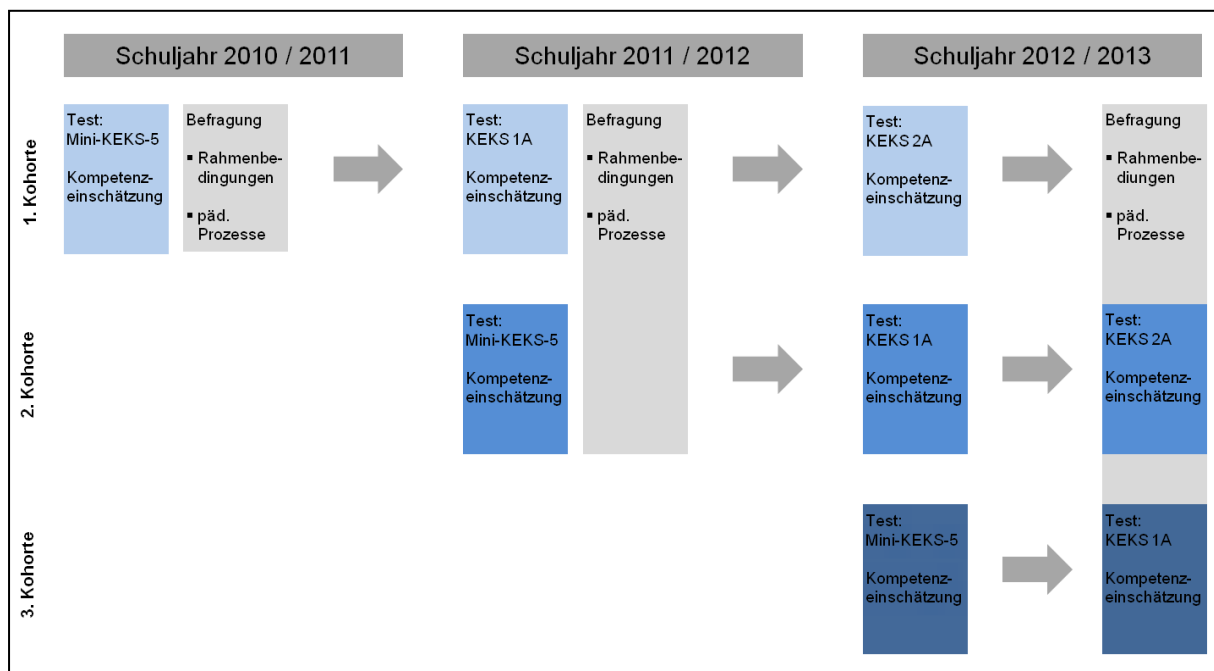 Schuljahr 2010 / 2011
Schuljahr 2011 / 2012
Schuljahr 2012 / 2013
1. Kohorte
Test:
Mini-KEKS-5
Kompetenz-
einschätzung
Befragung
▪ Rahmenbe-
dingungen
▪ päd.
Prozesse
Test:
KEKS 1A
Kompetenz-
einschätzung
Befragung
▪ Rahmenbe-
dingungen
▪ päd.
Prozesse
Test:
KEKS 2A
Kompetenz-
einschätzung
Befragung
▪ Rahmenbe-
diungen
▪ päd.
Prozesse
2. Kohorte
Test:
Mini-KEKS-5
Kompetenz-
einschätzung
Test:
KEKS 1A
Kompetenz-
einschätzung
Test:
KEKS 2A
Kompetenz-
einschätzung
3. Kohorte
Test:
Mini-KEKS-5
Kompetenz-
einschätzung
Test:
KEKS 1A
Kompetenz-
einschätzung